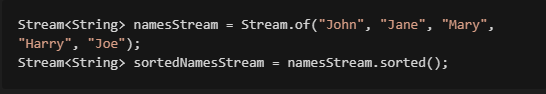 Stream<String> namesStream = Stream.of("John", "Jane", "Mary",
"Harry", "Joe");
Stream<String> sortedNamesStream = namesStream.sorted();